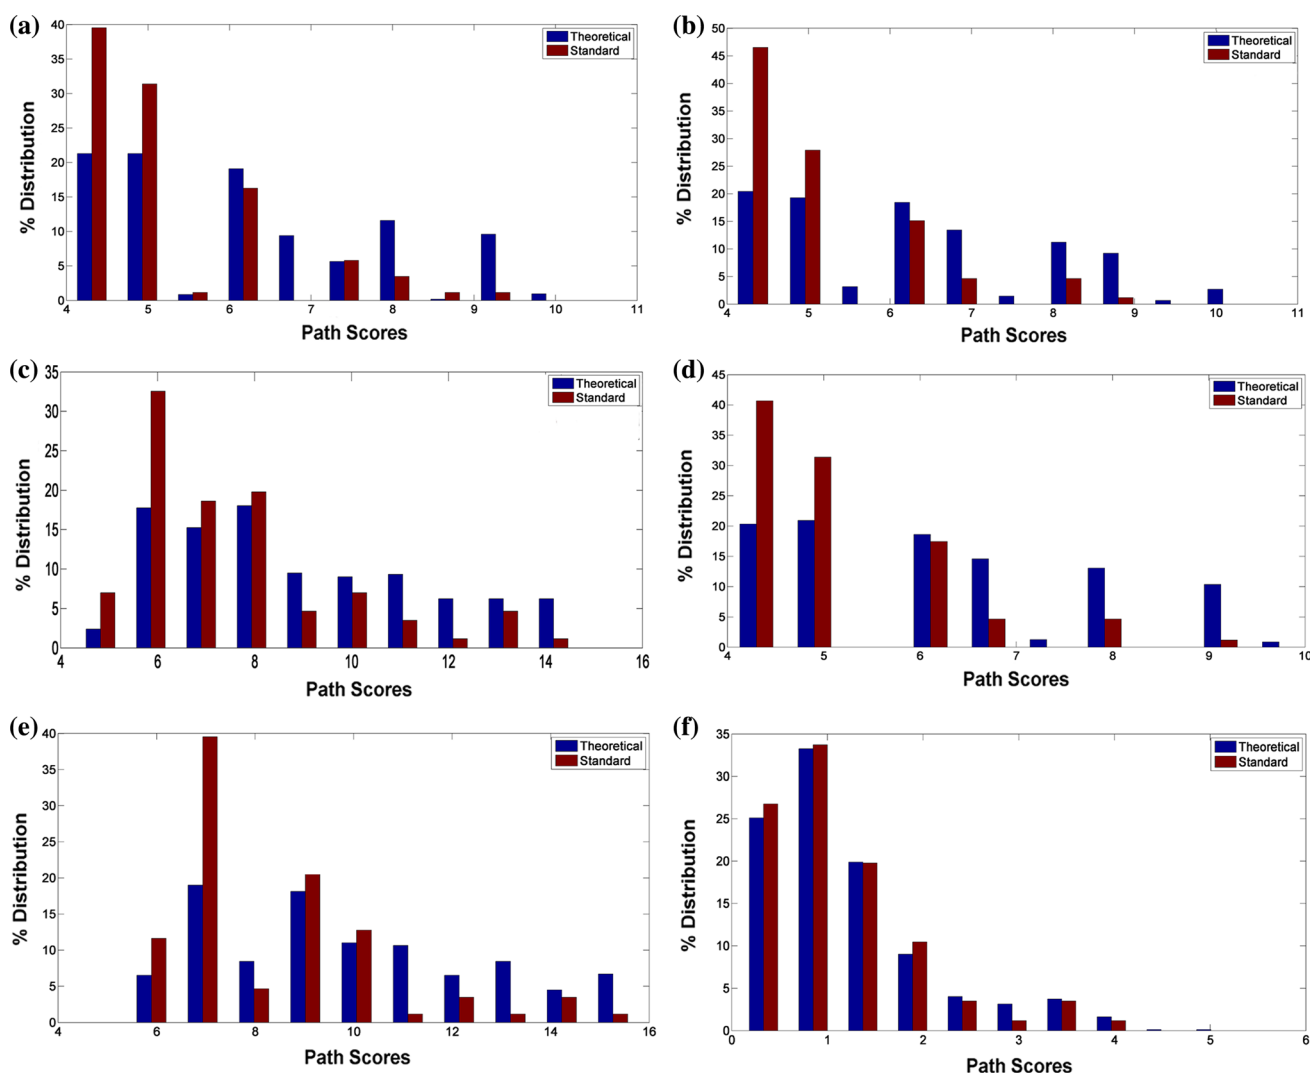 (a)
40
35
30
25
20
15
10
5
0
% Distribution
Theoretical
Standard
4 5 6 7 8 9 10 11
Path Scores
(b)
50
45
40
35
30
25
20
15
10
5
0
% Distribution
Theoretical
Standard
4 5 6 7 8 9 10 11
Path Scores
(c)
35
30
25
20
15
10
5
0
% Distribution
Theoretical
Standard
4 6 8 10 12 14 16
Path Scores
(d)
45
40
35
30
25
20
15
10
5
0
% Distribution
Theoretical
Standard
4 5 6 7 8 9 10
Path Scores
(e)
40
35
30
25
20
15
10
5
0
% Distribution
Theoretical
Standard
4 6 8 10 12 14 16
Path Scores
(f)
35
30
25
20
15
10
5
0
% Distribution
Theoretical
Standard
0 1 2 3 4 5 6
Path Scores